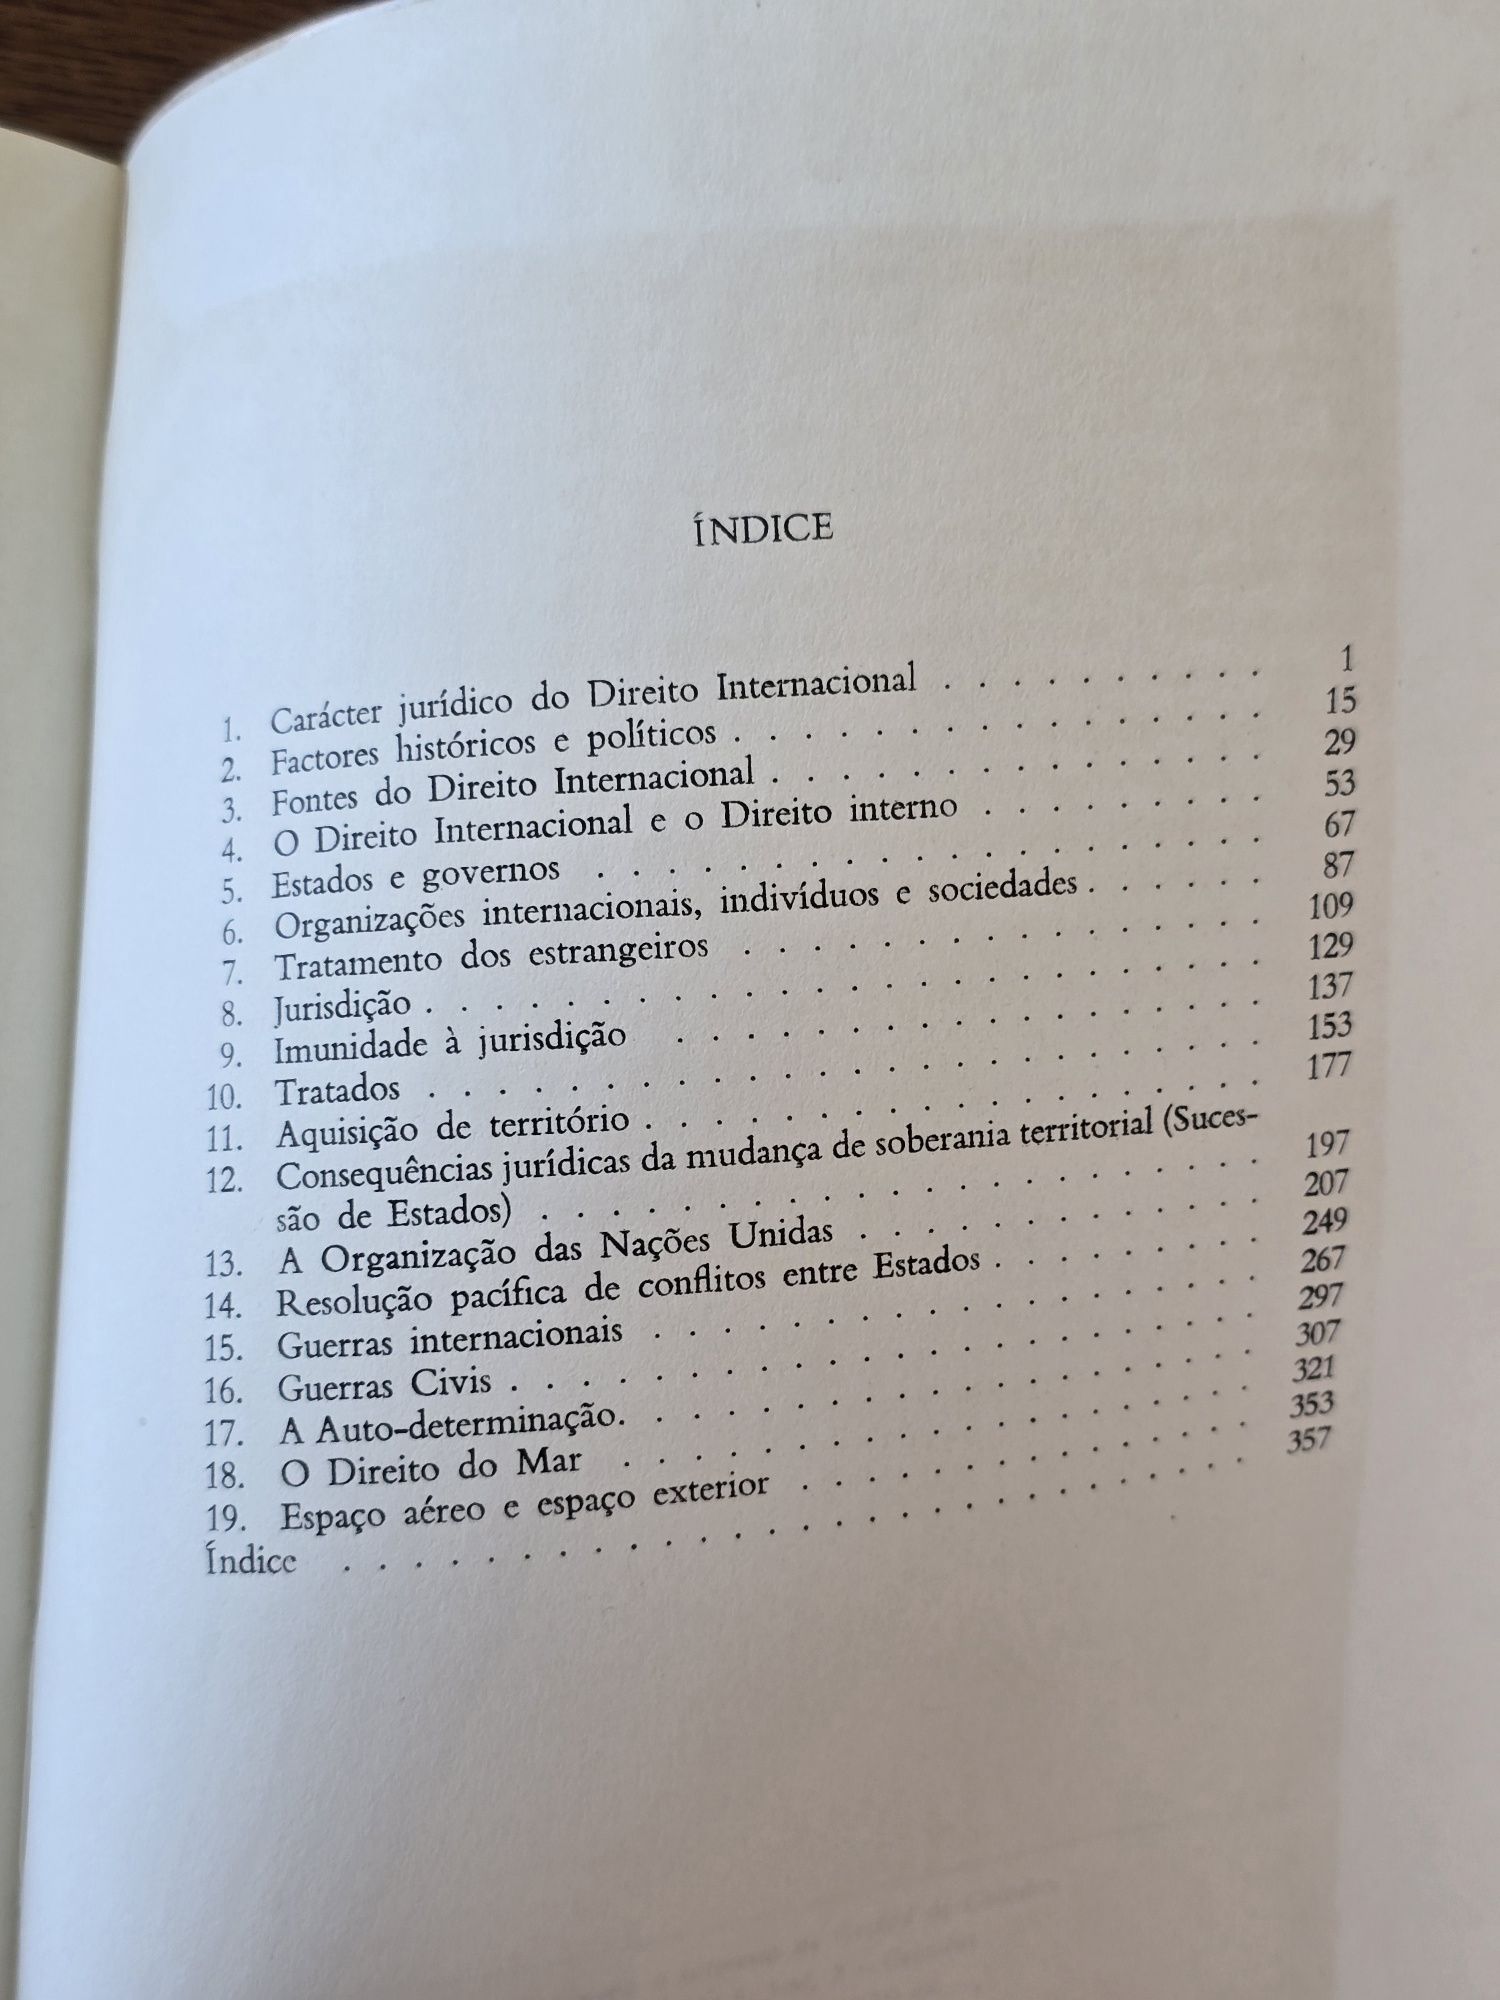 ÍNDICE
1. Carácter jurídico do Direito Internacional . . . . . . . . . . 1
2. Factores históricos e políticos . . . . . . . . . . . . . . . 15
3. Fontes do Direito Internacional . . . . . . . . . . . . . . 29
4. O Direito Internacional e o Direito interno . . . . . . . . 53
5. Estados e governos . . . . . . . . . . . . . . . . . . . 67
6. Organizações internacionais, indivíduos e sociedades . . . . . 87
7. Tratamento dos estrangeiros . . . . . . . . . . . . . . . 109
8. Jurisdição . . . . . . . . . . . . . . . . . . . . . . . . 129
9. Imunidade à jurisdição . . . . . . . . . . . . . . . . . 137
10. Tratados . . . . . . . . . . . . . . . . . . . . . . . . 153
11. Aquisição de território . . . . . . . . . . . . . . . . . . 177
12. Consequências jurídicas da mudança de soberania territorial (Suces-
são de Estados) . . . . . . . . . . . . . . . . . . . . . 197
13. A Organização das Nações Unidas . . . . . . . . . . . . 207
14. Resolução pacífica de conflitos entre Estados . . . . . . . . 249
15. Guerras internacionais . . . . . . . . . . . . . . . . . . 267
16. Guerras Civis . . . . . . . . . . . . . . . . . . . . . . 297
17. A Auto-determinação. . . . . . . . . . . . . . . . . . . 307
18. O Direito do Mar . . . . . . . . . . . . . . . . . . . 321
19. Espaço aéreo e espaço exterior . . . . . . . . . . . . . . 353
Índice . . . . . . . . . . . . . . . . . . . . . . . . . . 357